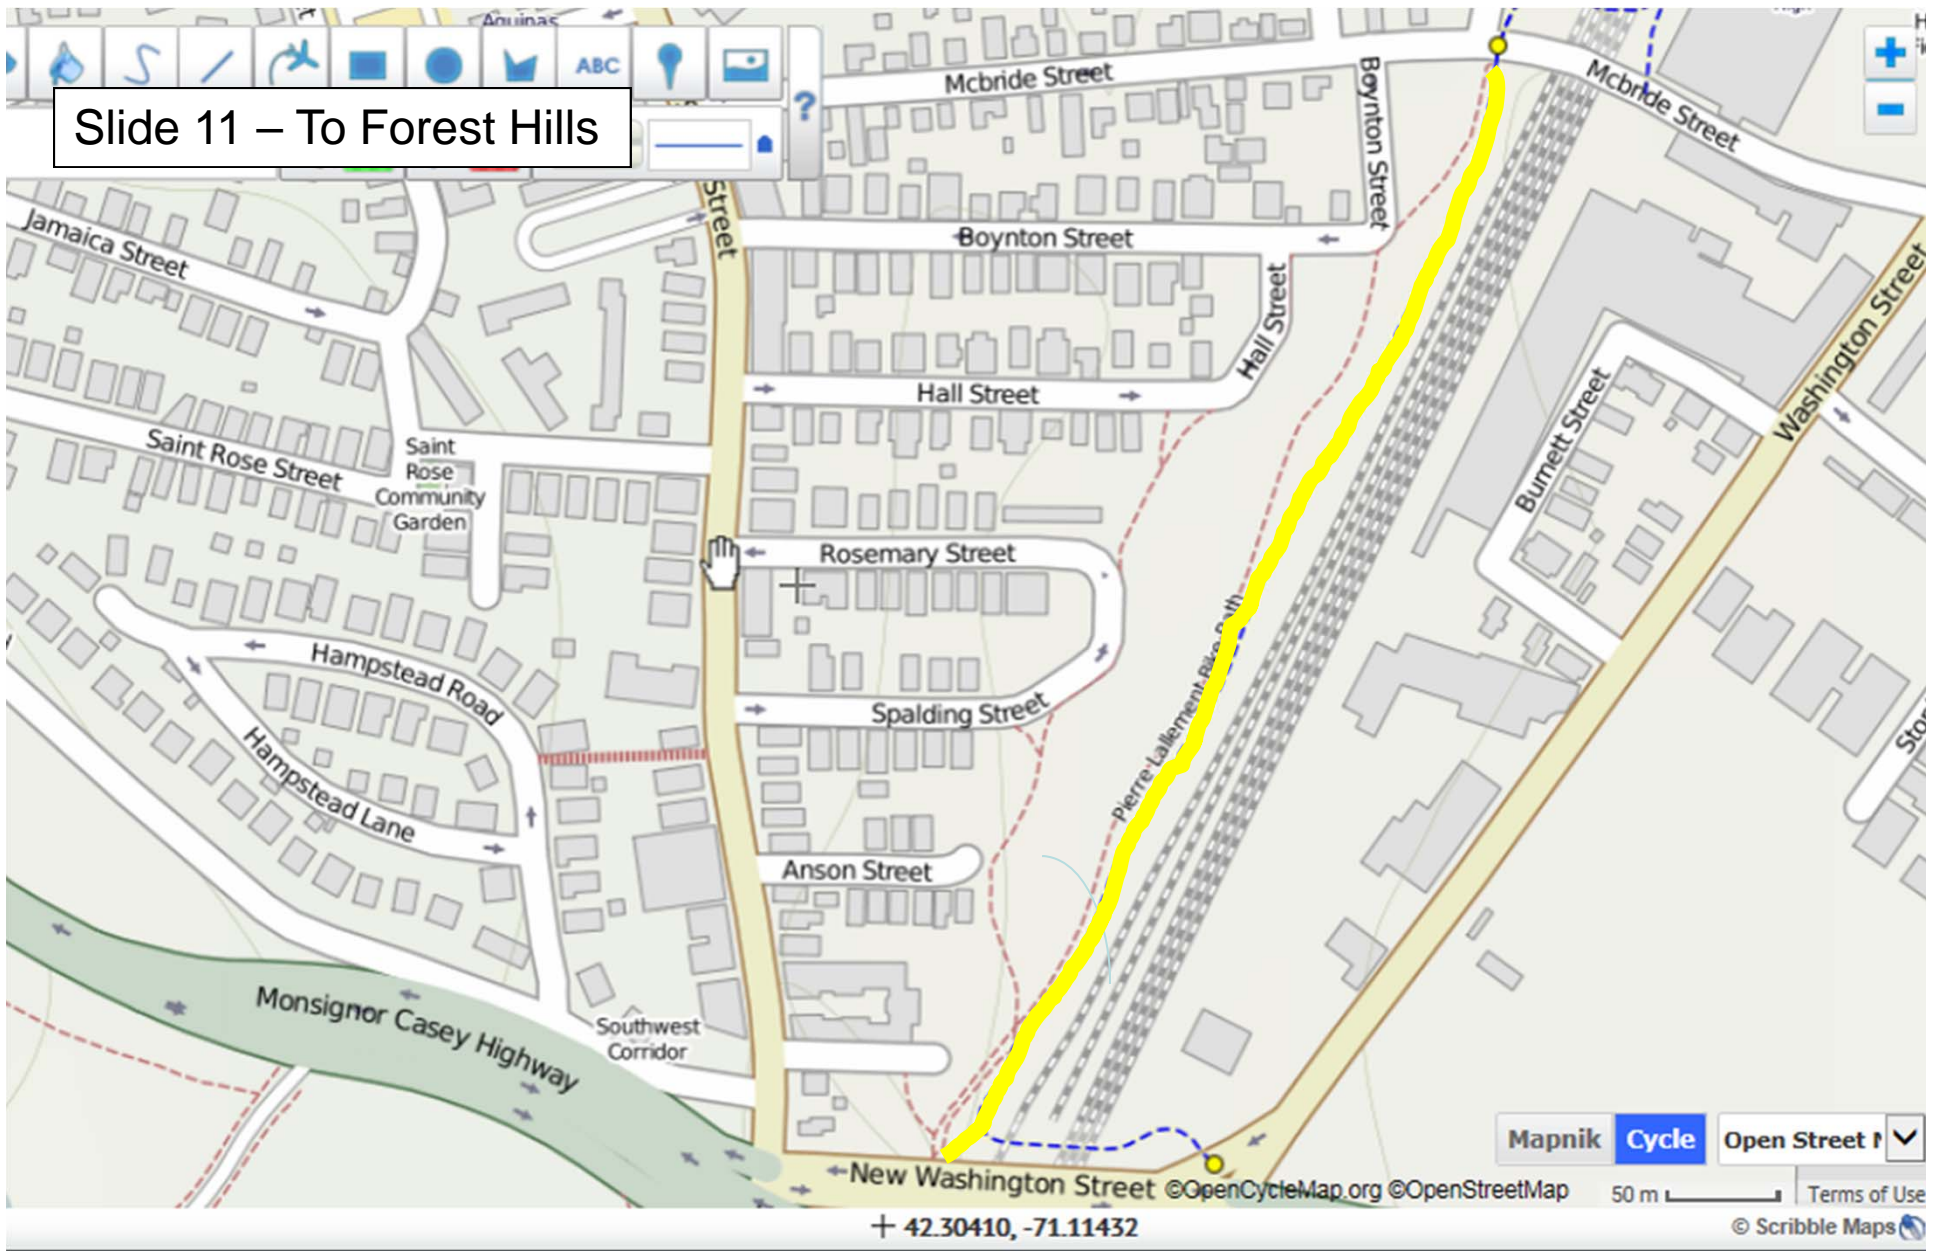 Aquinas
ABC
?
Slide 11 – To Forest Hills
Mcbride Street
Boynton Street
Mcbride Street
Street
Jamaica Street
Boynton Street
Hall Street
Washington Street
Hall Street
Saint Rose Street
Saint
Rose
Community
Garden
Burnett Street
Rosemary Street
Hampstead Road
Spalding Street
Pierre Lallement Bike Path
Hampstead Lane
Anson Street
Monsignor Casey Highway
Southwest
Corridor
Mapnik
Cycle
New Washington Street
©OpenCycleMap.org ©OpenStreetMap
50 m
Terms of Use
42.30410, -71.11432
© Scribble Maps